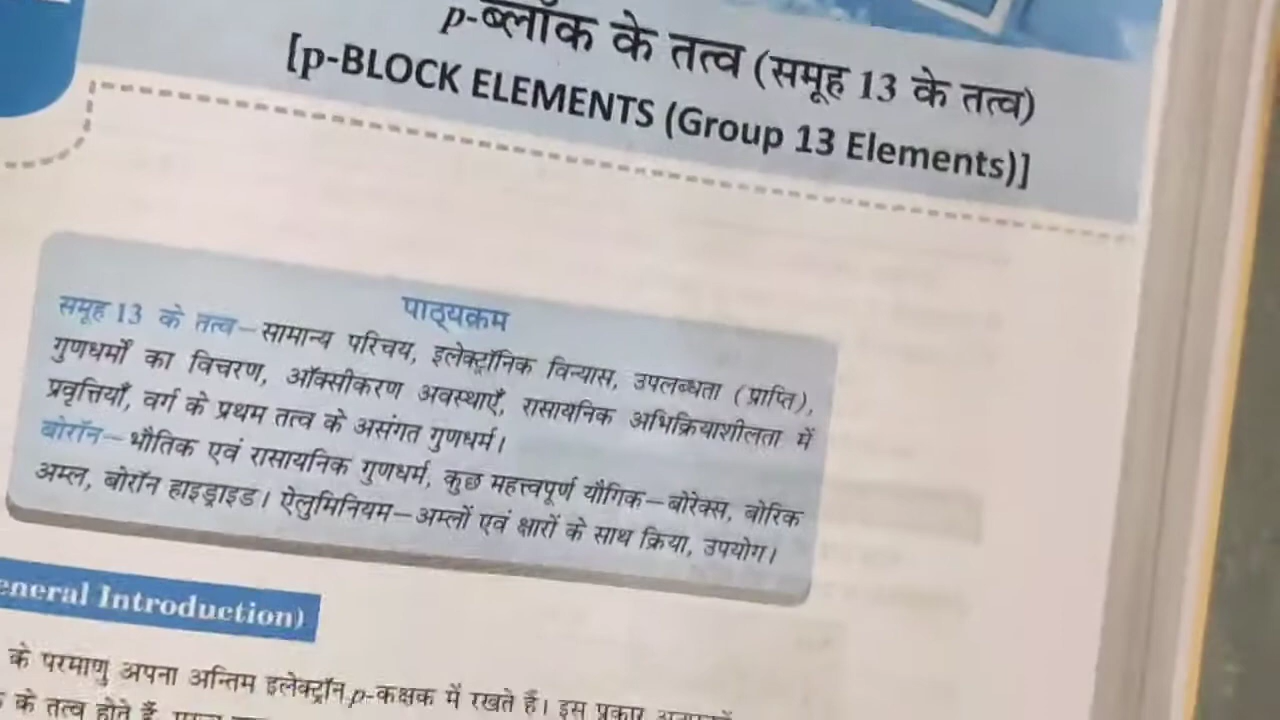 p-ब्लॉक के तत्व (समूह 13 के तत्व)
[p-BLOCK ELEMENTS (Group 13 Elements)]
पाठ्यक्रम
समूह 13 के तत्व—सामान्य परिचय, इलेक्ट्रॉनिक विन्यास, उपलब्धता (प्राप्ति),
गुणधर्मों का विचरण, ऑक्सीकरण अवस्थाएँ, रासायनिक अभिक्रियाशीलता में
प्रवृत्तियाँ, वर्ग के प्रथम तत्व के असंगत गुणधर्म।
बोरॉन—भौतिक एवं रासायनिक गुणधर्म, कुछ महत्त्वपूर्ण यौगिक—बोरेक्स, बोरिक
अम्ल, बोरॉन हाइड्राइड। ऐलुमिनियम—अम्लों एवं क्षारों के साथ क्रिया, उपयोग।
eneral Introduction)
के परमाणु अपना अन्तिम इलेक्ट्रॉन p-कक्षक में रखते हैं। इस प्रकार
के तत्व होते हैं,